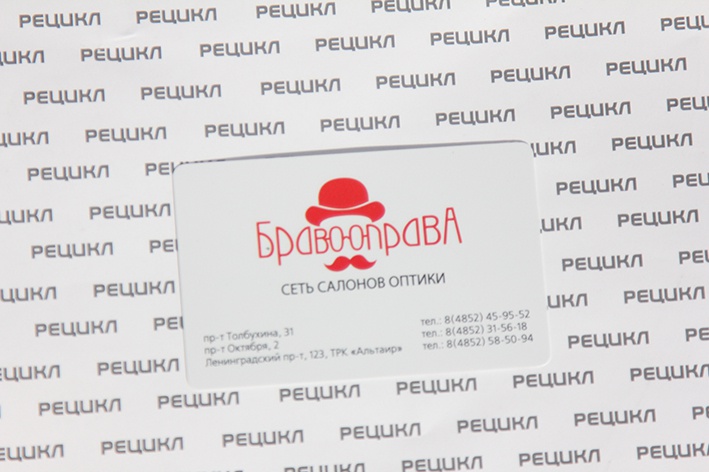 БРАВО-ОПРАВА
СЕТЬ САЛОНОВ ОПТИКИ
пр-т Толбухина, 31
пр-т Октября, 2
Ленинградский пр-т, 123, ТРК «Альтаир»
тел.: 8(4852) 45-95-52
тел.: 8(4852) 31-56-18
тел.: 8(4852) 58-50-94
РЕЦИКЛ